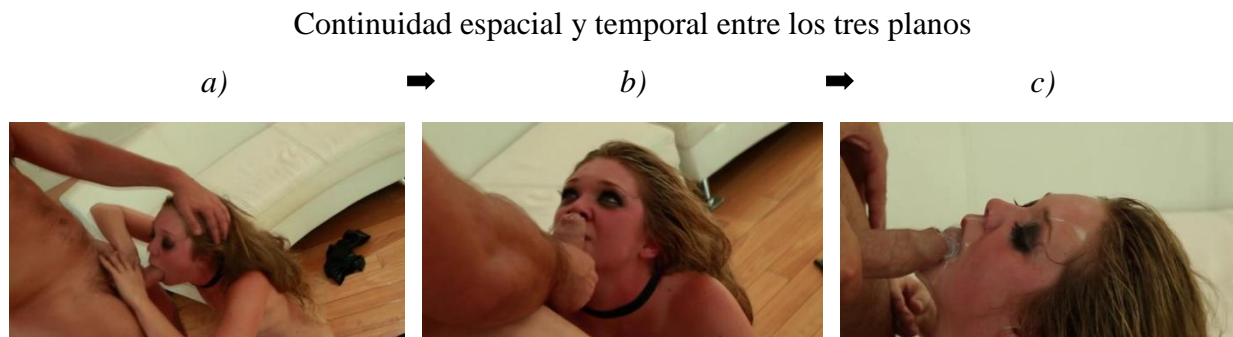 Continuidad espacial y temporal entre los tres planos
a) ➡ b) ➡ c)